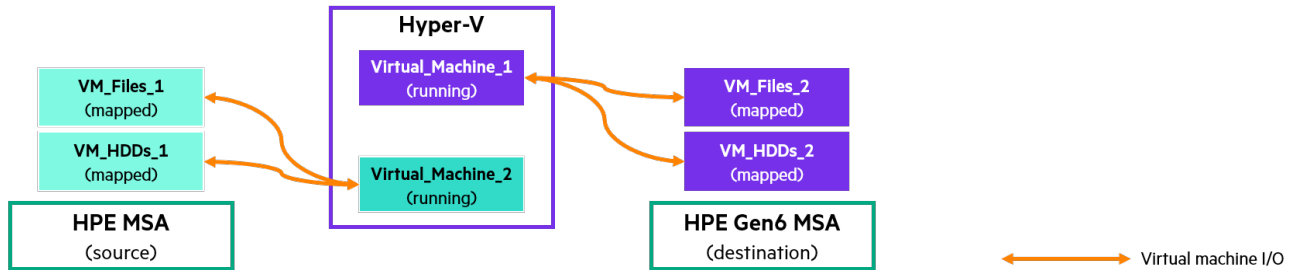 Hyper-V
VM_Files_1
(mapped)
VM_HDDs_1
(mapped)
HPE MSA
(source)
Virtual_Machine_1
(running)
Virtual_Machine_2
(running)
VM_Files_2
(mapped)
VM_HDDs_2
(mapped)
HPE Gen6 MSA
(destination)
Virtual machine I/O